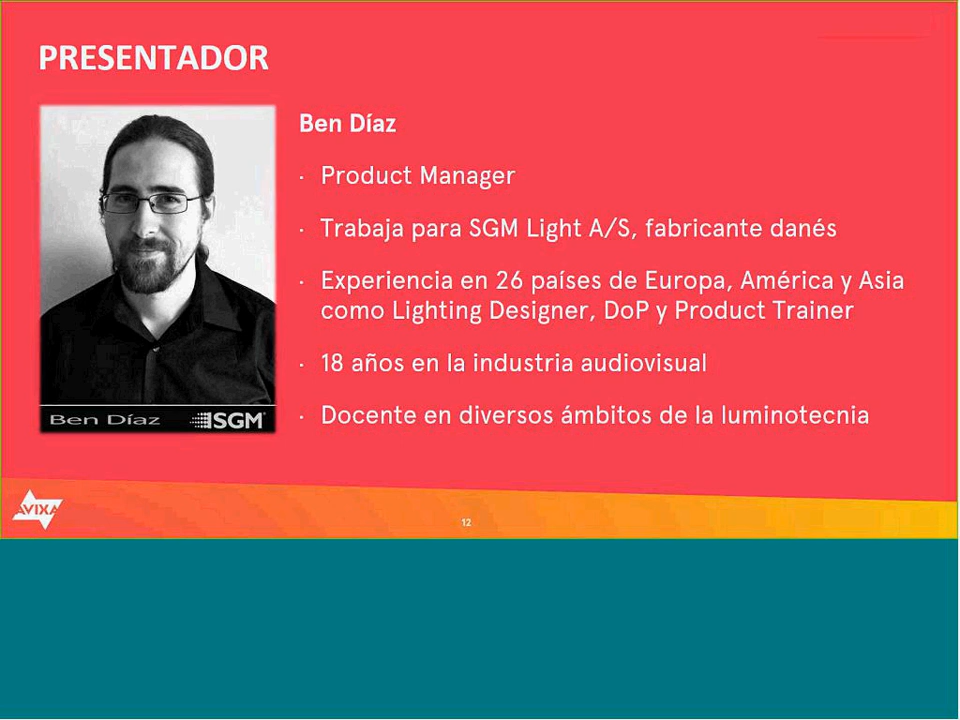 PRESENTADOR
Ben Díaz
· Product Manager
· Trabaja para SGM Light A/S, fabricante danés
· Experiencia en 26 países de Europa, América y Asia
como Lighting Designer, DoP y Product Trainer
· 18 años en la industria audiovisual
· Docente en diversos ámbitos de la luminotecnia
Ben Díaz SGM
AVIXA
12